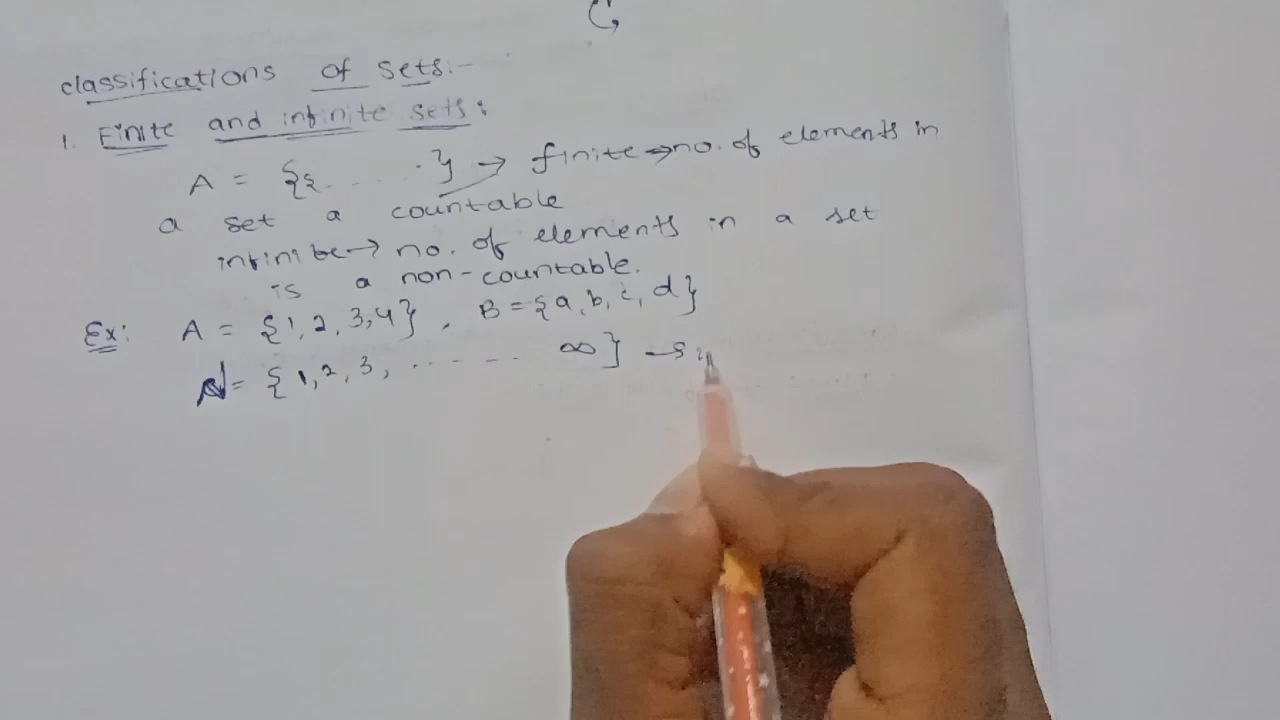 classifications of sets:-
1. Finite and infinite sets:
A = { ....... } → finite → no. of elements in
a set a countable
infinite → no. of elements in a set
is a non-countable.
Ex: A = {1, 2, 3, 4}, B = {a, b, c, d}
N = {1, 2, 3, ....... ∞} →